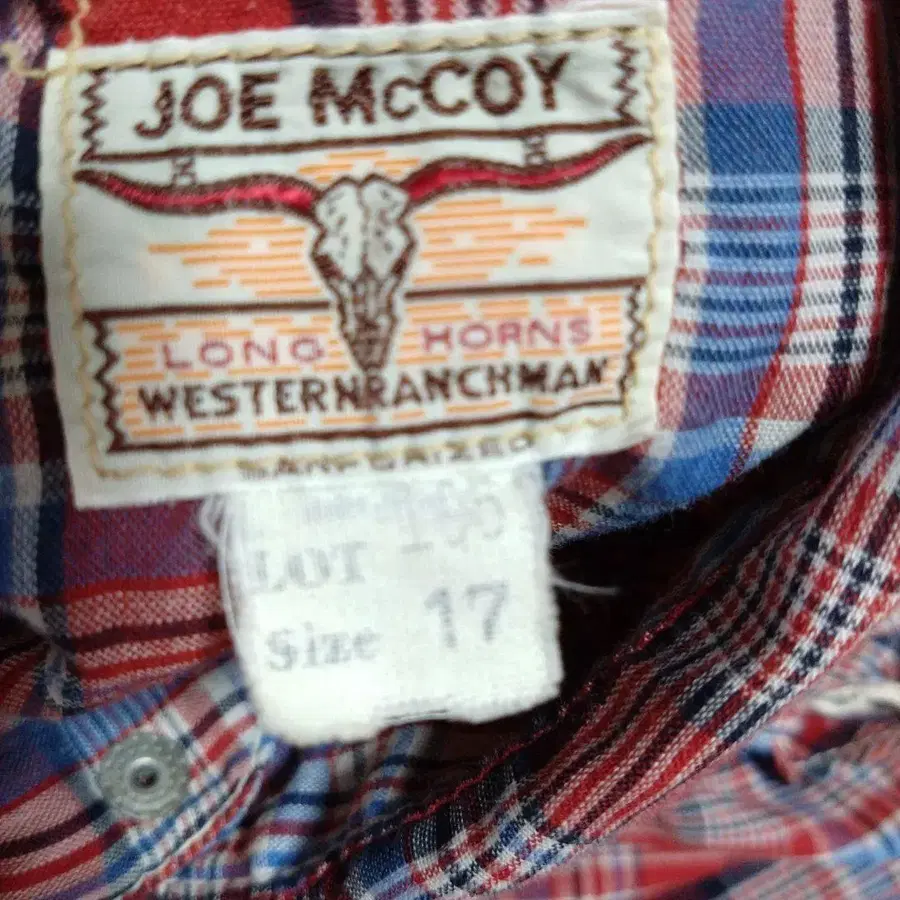 JOE McCOY
LONG HORNS
WESTERN RANCHMAN
SANFORIZED
LOT
Size 17